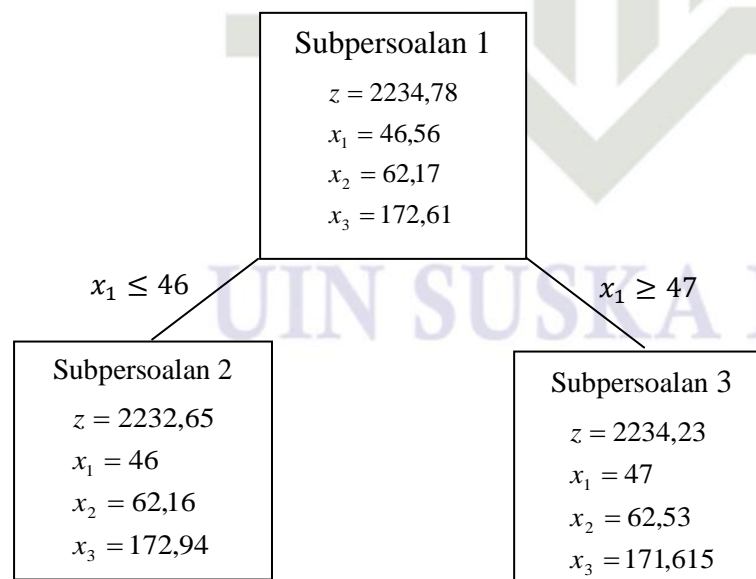 Subpersoalan 1
z = 2234,78
x₁ = 46,56
x₂ = 62,17
x₃ = 172,61
x₁ ≤ 46
x₁ ≥ 47
UIN SUSKA
Subpersoalan 2
z = 2232,65
x₁ = 46
x₂ = 62,16
x₃ = 172,94
Subpersoalan 3
z = 2234,23
x₁ = 47
x₂ = 62,53
x₃ = 171,615